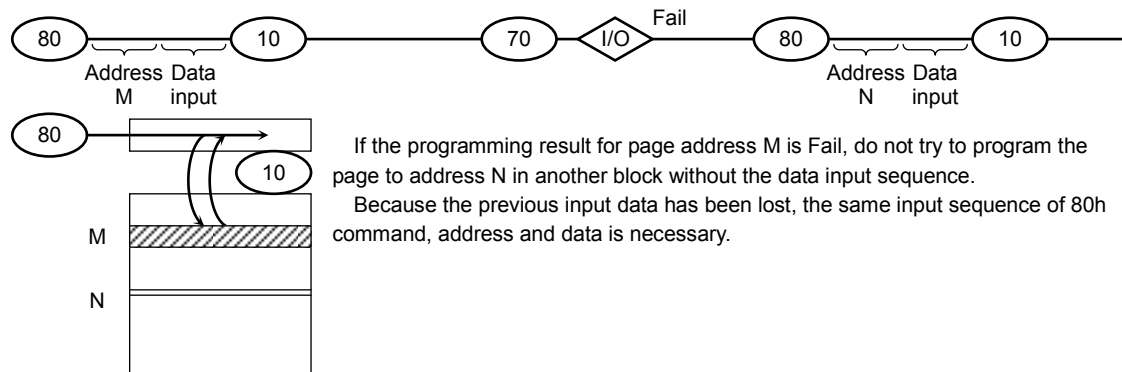 Fail
80 10 70 I/O 80 10
Address Data Address Data
M input N input
80
If the programming result for page address M is Fail, do not try to program the
page to address N in another block without the data input sequence.
10
Because the previous input data has been lost, the same input sequence of 80h
command, address and data is necessary.
M
N